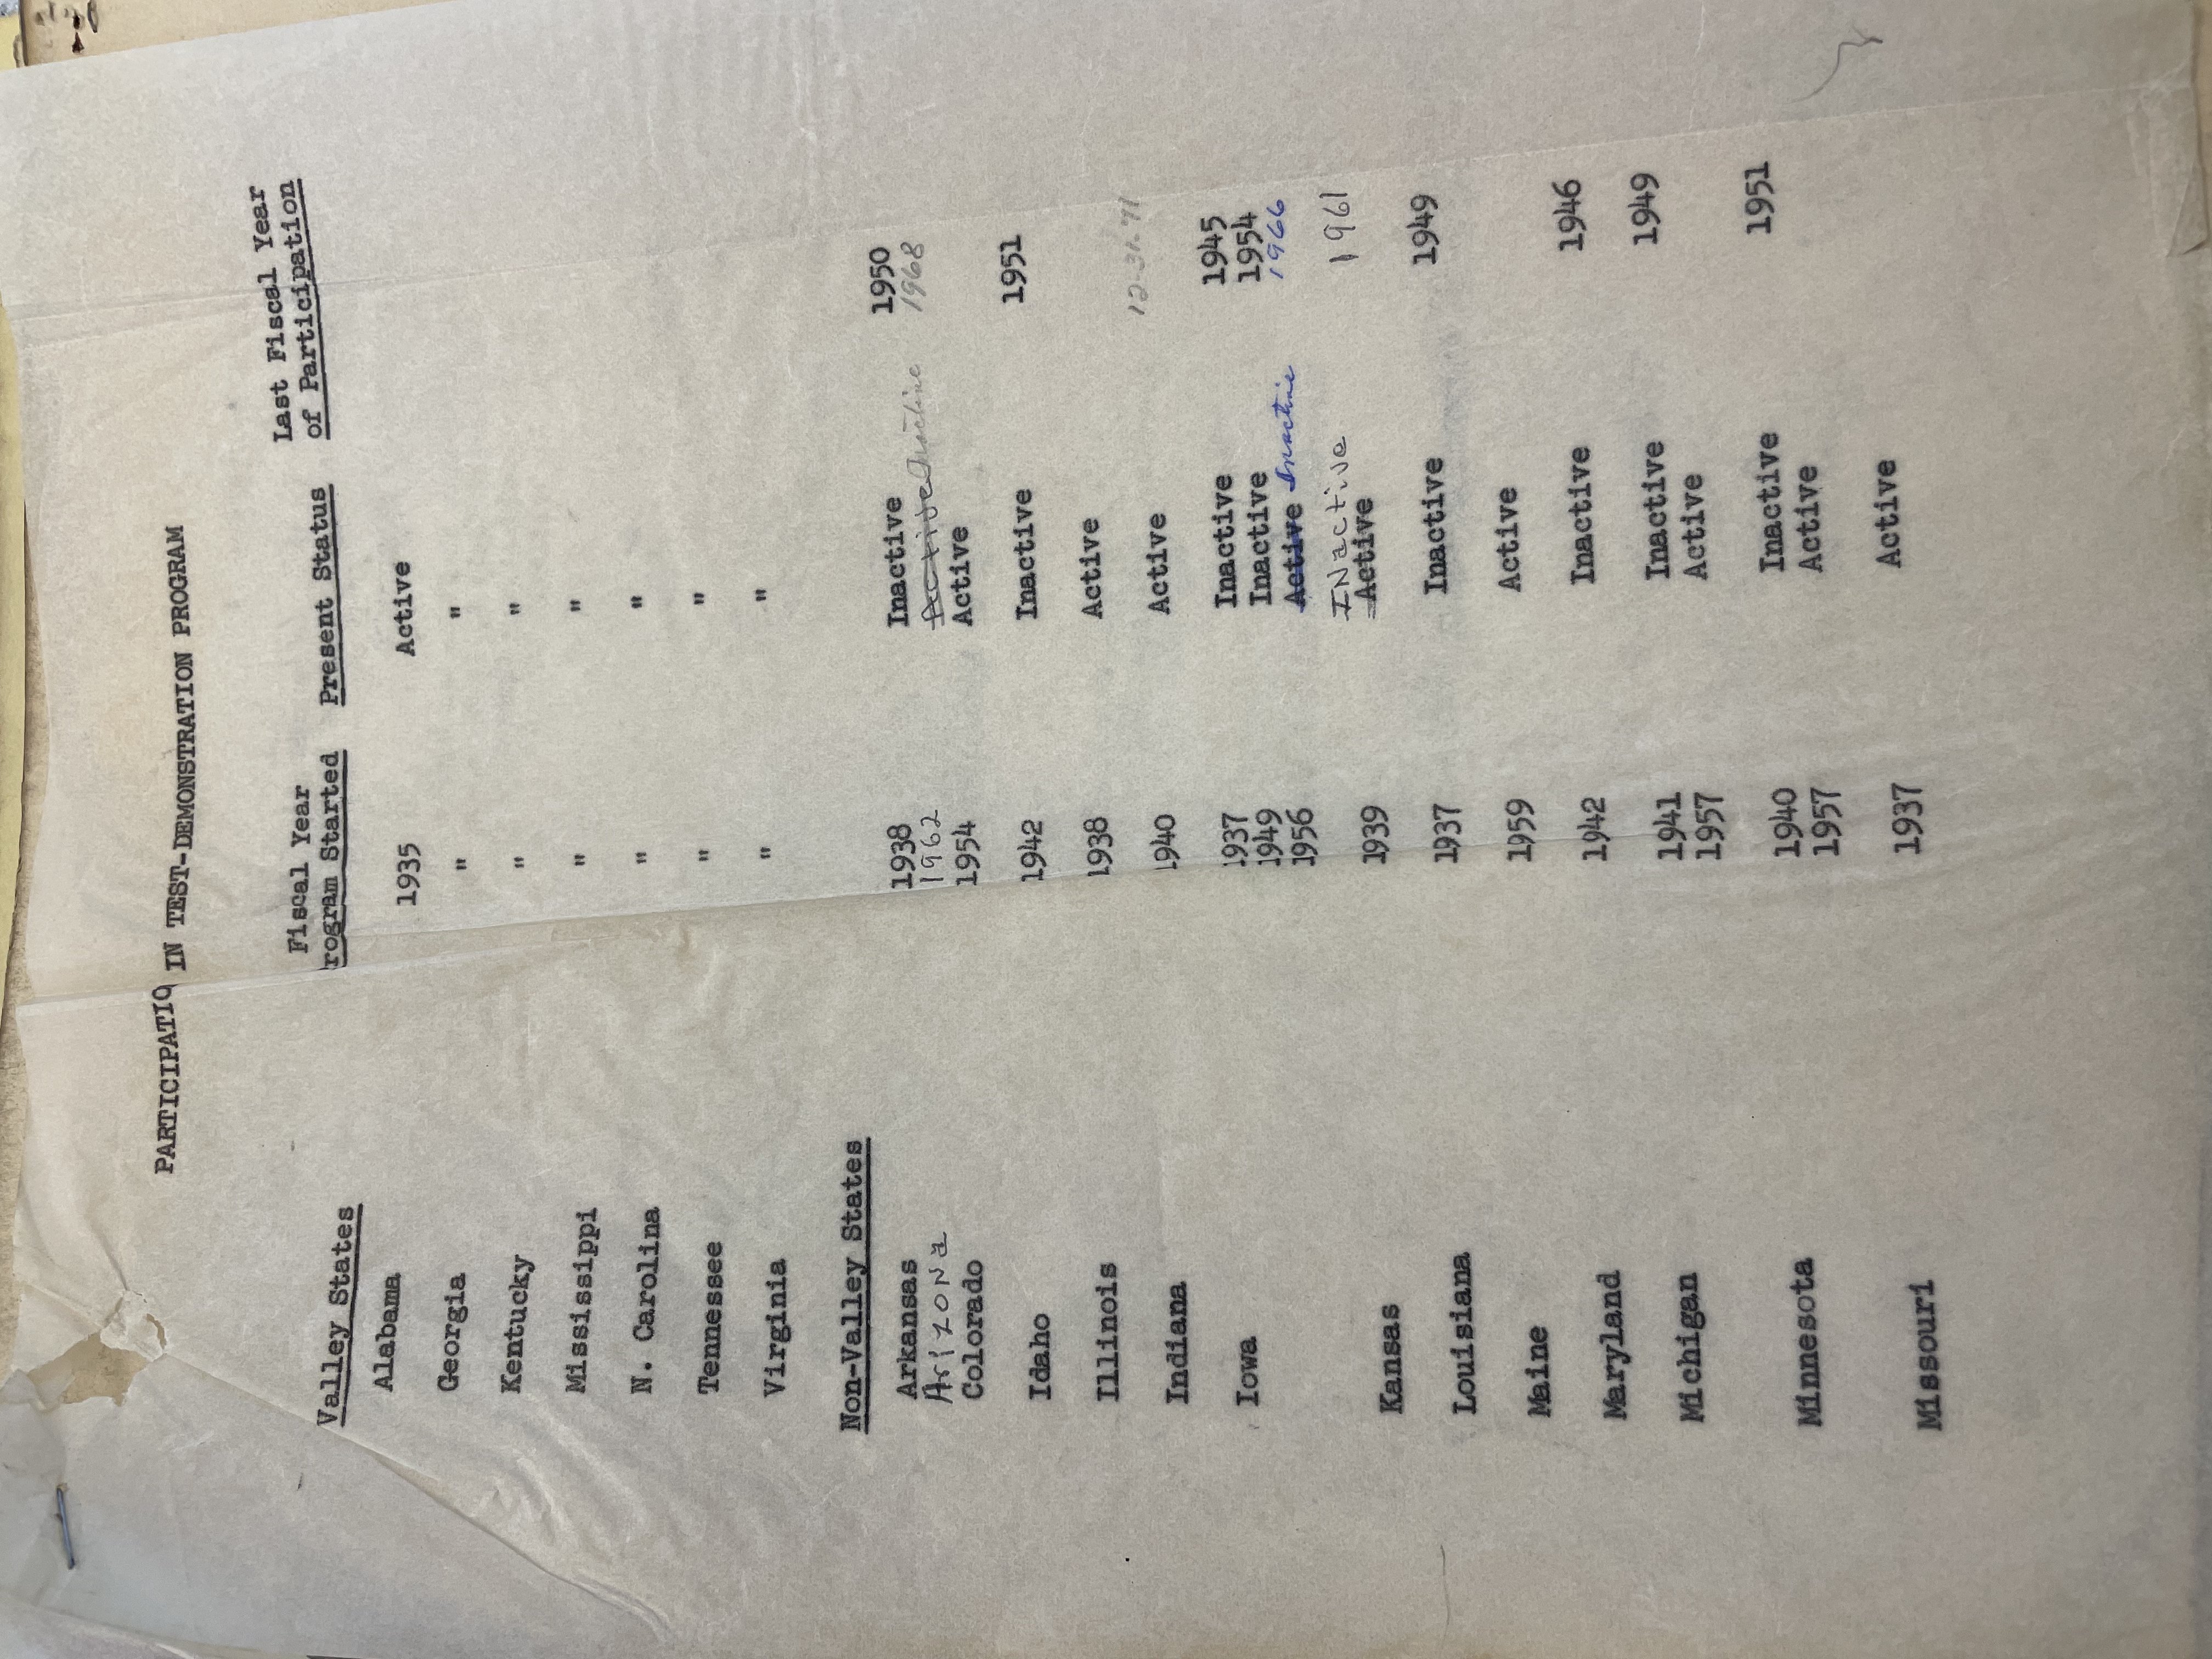 PARTICIPATIO IN TEST-DEMONSTRATION PROGRAM
Fiscal Year Last Fiscal Year
Valley States rogram Started Present Status of Participation
Alabama 1935 Active
Georgia " "
Kentucky " "
Mississippi " "
N. Carolina " "
Tennessee " "
Virginia " "
Non-Valley States
Arkansas 1938 Inactive 1950
Arizona 1962 Active Inactive 1968
Colorado 1954 Active
Idaho 1942 Inactive 1951
Illinois 1938 Active
12-31-71
Indiana 1940 Active
Iowa 1937 Inactive 1945
1949 Inactive 1954
1956 Active Inactive 1966
INactive 1961
Kansas 1939 Active
Louisiana 1937 Inactive 1949
Maine 1959 Active
Maryland 1942 Inactive 1946
Michigan 1941 Inactive 1949
1957 Active
Minnesota 1940 Inactive 1951
1957 Active
Missouri 1937 Active